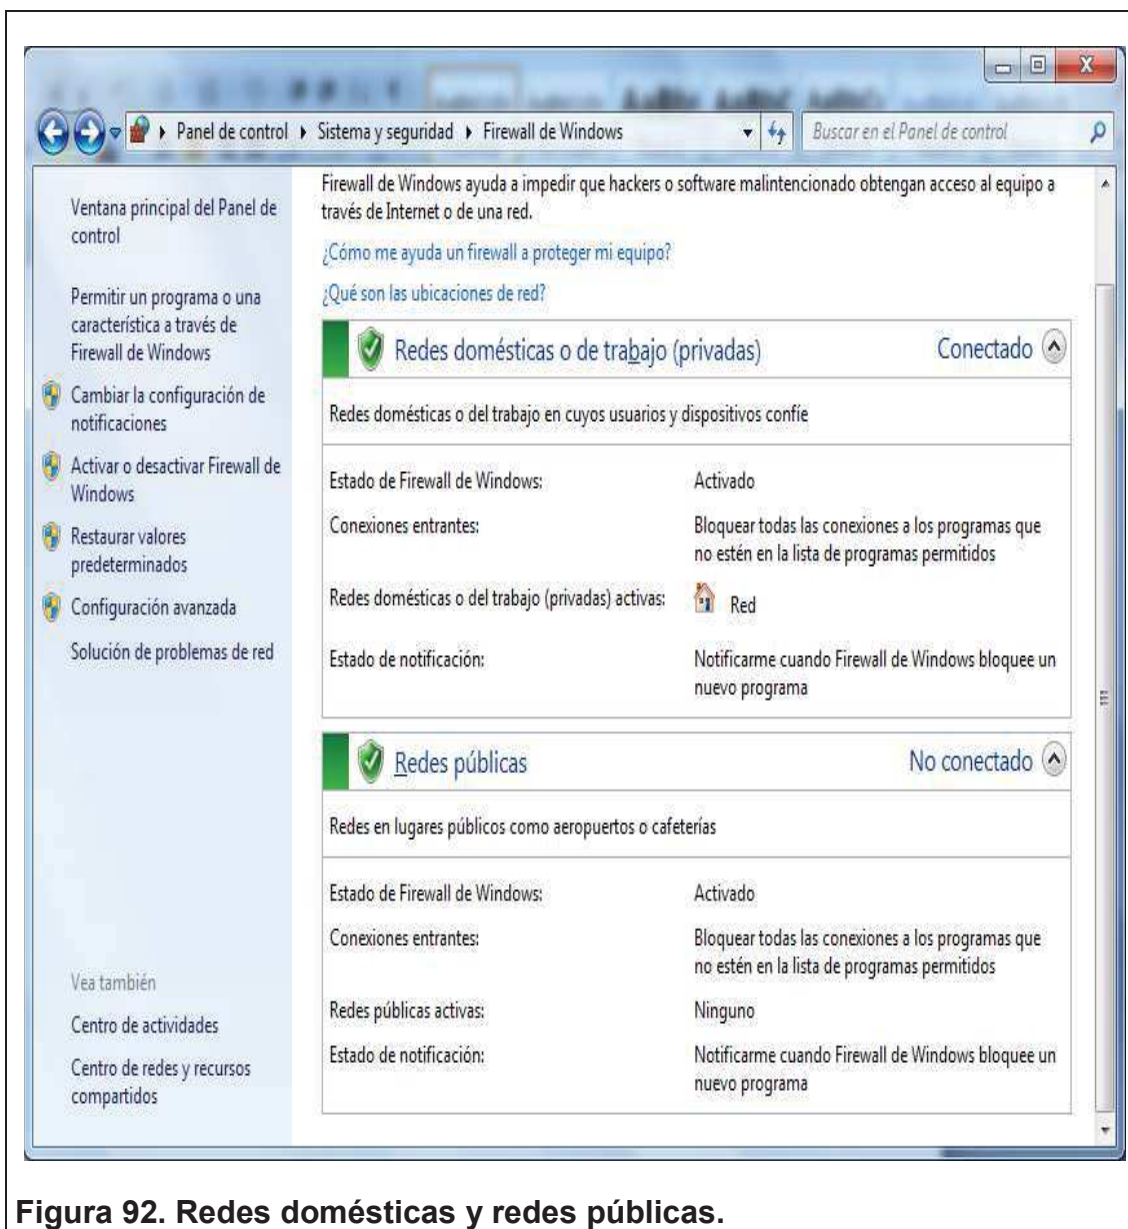 Panel de control ▸ Sistema y seguridad ▸ Firewall de Windows
Buscar en el Panel de control
Ventana principal del Panel de
control
Permitir un programa o una
característica a través de
Firewall de Windows
Cambiar la configuración de
notificaciones
Activar o desactivar Firewall de
Windows
Restaurar valores
predeterminados
Configuración avanzada
Solución de problemas de red
Vea también
Centro de actividades
Centro de redes y recursos
compartidos
Firewall de Windows ayuda a impedir que hackers o software malintencionado obtengan acceso al equipo a
través de Internet o de una red.
¿Cómo me ayuda un firewall a proteger mi equipo?
¿Qué son las ubicaciones de red?
Redes domésticas o de trabajo (privadas) Conectado
Redes domésticas o del trabajo en cuyos usuarios y dispositivos confíe
Estado de Firewall de Windows: Activado
Conexiones entrantes: Bloquear todas las conexiones a los programas que
no estén en la lista de programas permitidos
Redes domésticas o del trabajo (privadas) activas: Red
Estado de notificación: Notificarme cuando Firewall de Windows bloquee un
nuevo programa
Redes públicas No conectado
Redes en lugares públicos como aeropuertos o cafeterías
Estado de Firewall de Windows: Activado
Conexiones entrantes: Bloquear todas las conexiones a los programas que
no estén en la lista de programas permitidos
Redes públicas activas: Ninguno
Estado de notificación: Notificarme cuando Firewall de Windows bloquee un
nuevo programa
Figura 92. Redes domésticas y redes públicas.